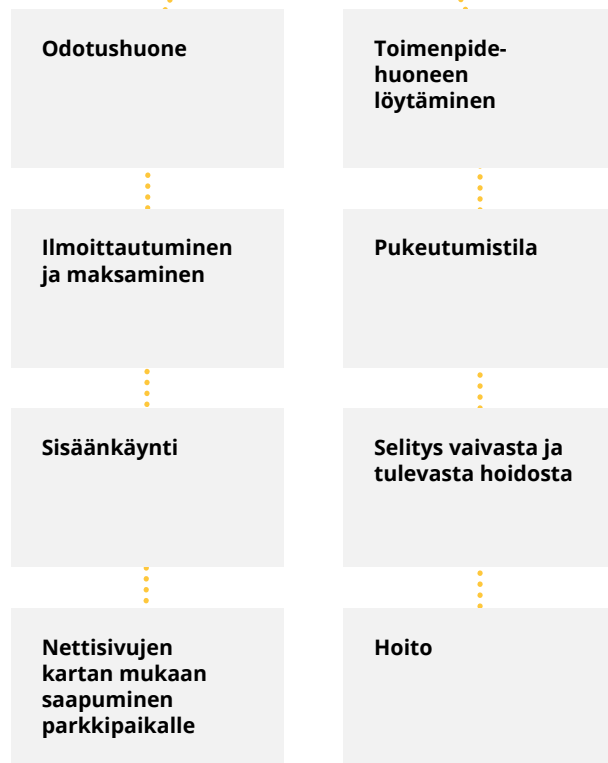 Odotushuone
Ilmoittautuminen
ja maksaminen
Sisäänkäynti
Nettisivujen
kartan mukaan
saapuminen
parkkipaikalle
Toimenpide-
huoneen
löytäminen
Pukeutumistila
Selitys vaivasta ja
tulevasta hoidosta
Hoito